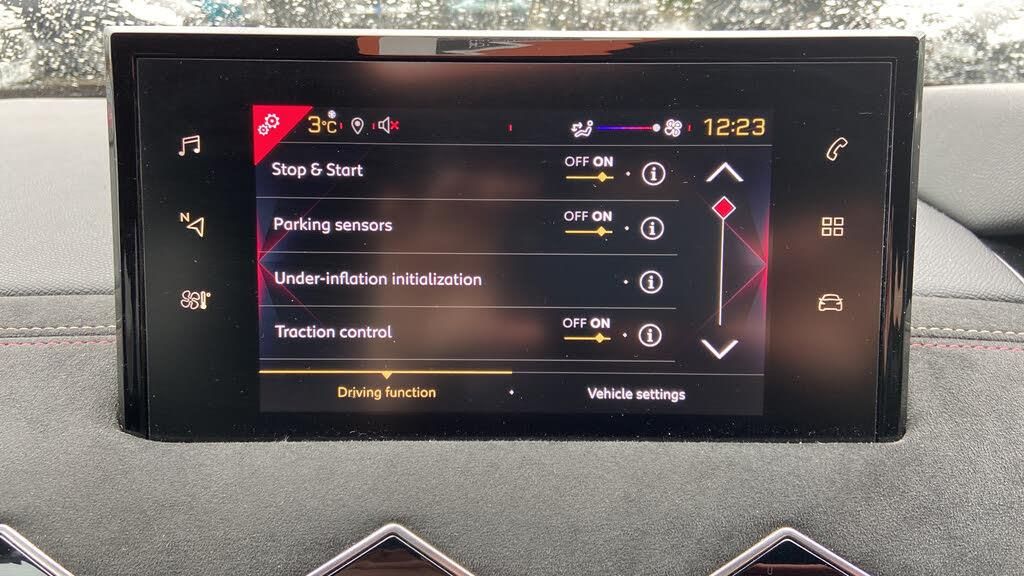 3°C
12:23
Stop & Start OFF ON i
N
Parking sensors OFF ON i
Under-inflation initialization i
Traction control OFF ON i
Driving function Vehicle settings